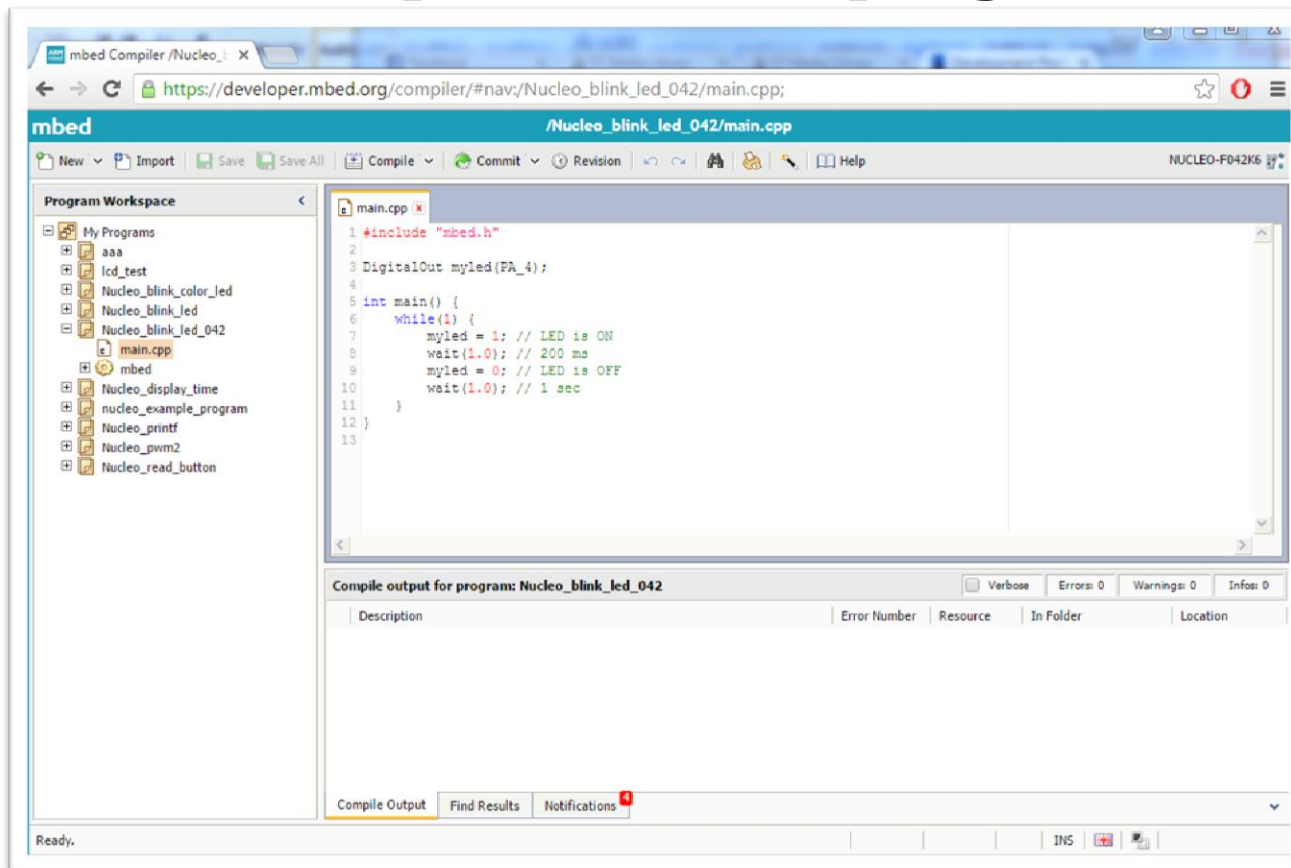 mbed Compiler /Nucleo_
https://developer.mbed.org/compiler/#nav:/Nucleo_blink_led_042/main.cpp;
mbed /Nucleo_blink_led_042/main.cpp
New Import Save Save All Compile Commit Revision Help NUCLEO-F042K6
Program Workspace
My Programs
aaa
lcd_test
Nucleo_blink_color_led
Nucleo_blink_led
Nucleo_blink_led_042
main.cpp
mbed
Nucleo_display_time
nucleo_example_program
Nucleo_printf
Nucleo_pwm2
Nucleo_read_button
main.cpp
1 #include "mbed.h"
2
3 DigitalOut myled(PA_4);
4
5 int main() {
6     while(1) {
7         myled = 1; // LED is ON
8         wait(1.0); // 200 ms
9         myled = 0; // LED is OFF
10         wait(1.0); // 1 sec
11     }
12 }
13
Compile output for program: Nucleo_blink_led_042 Verbose Errors: 0 Warnings: 0 Infos: 0
Description Error Number Resource In Folder Location
Compile Output Find Results Notifications 4
Ready. INS